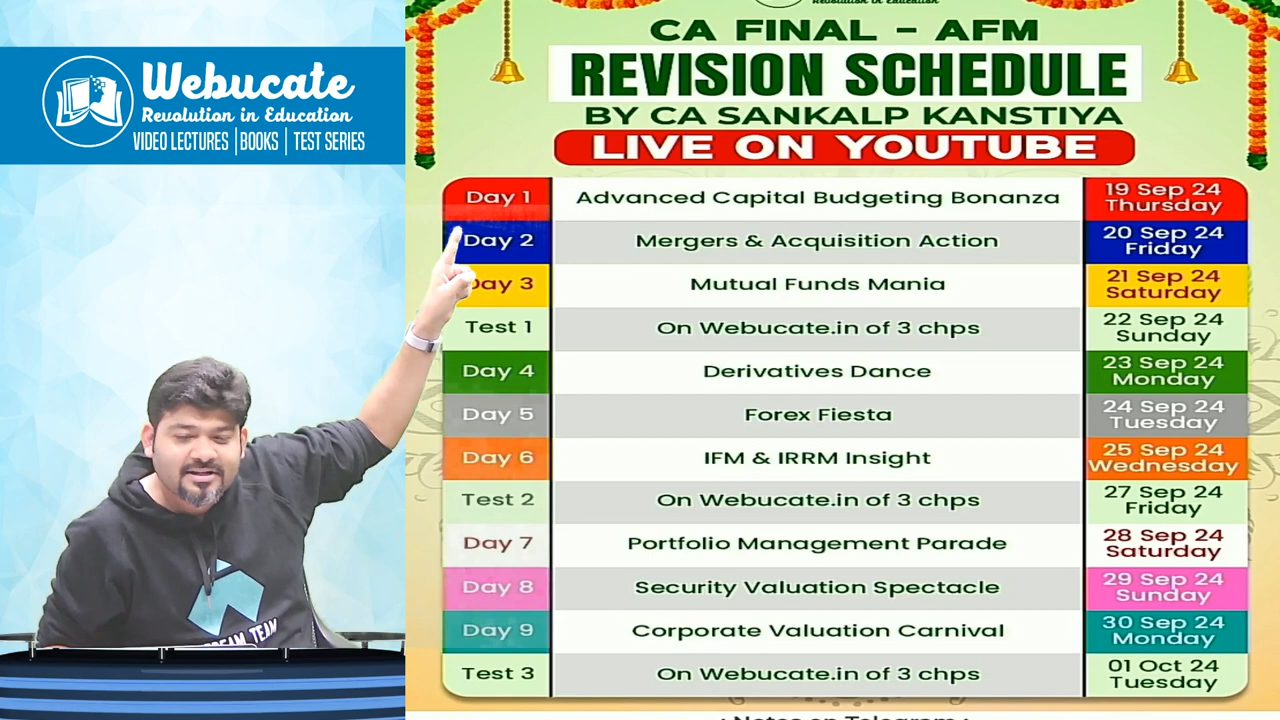 Webucate
Revolution in Education
VIDEO LECTURES | BOOKS | TEST SERIES
Revolution in Education
CA FINAL - AFM
REVISION SCHEDULE
BY CA SANKALP KANSTIYA
LIVE ON YOUTUBE
Day 1 Advanced Capital Budgeting Bonanza 19 Sep 24 Thursday
Day 2 Mergers & Acquisition Action 20 Sep 24 Friday
Day 3 Mutual Funds Mania 21 Sep 24 Saturday
Test 1 On Webucate.in of 3 chps 22 Sep 24 Sunday
Day 4 Derivatives Dance 23 Sep 24 Monday
Day 5 Forex Fiesta 24 Sep 24 Tuesday
Day 6 IFM & IRRM Insight 25 Sep 24 Wednesday
Test 2 On Webucate.in of 3 chps 27 Sep 24 Friday
Day 7 Portfolio Management Parade 28 Sep 24 Saturday
Day 8 Security Valuation Spectacle 29 Sep 24 Sunday
Day 9 Corporate Valuation Carnival 30 Sep 24 Monday
Test 3 On Webucate.in of 3 chps 01 Oct 24 Tuesday
Notes on Telegram
TEAM